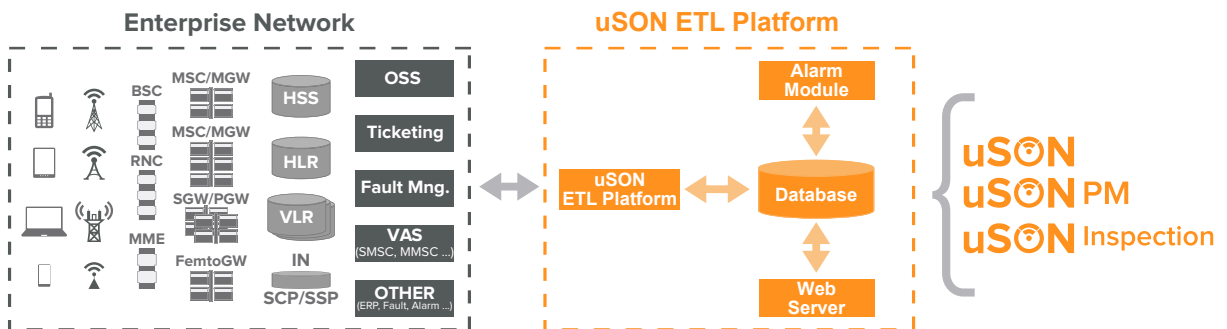 Enterprise Network
BSC
RNC
MME
MSC/MGW
MSC/MGW
SGW/PGW
FemtoGW
HSS
HLR
VLR
IN
SCP/SSP
OSS
Ticketing
Fault Mng.
VAS
(SMSC, MMSC ...)
OTHER
(ERP, Fault, Alarm ...)
uSON ETL Platform
uSON
ETL Platform
Alarm
Module
Database
Web
Server
uSON
uSON PM
uSON Inspection